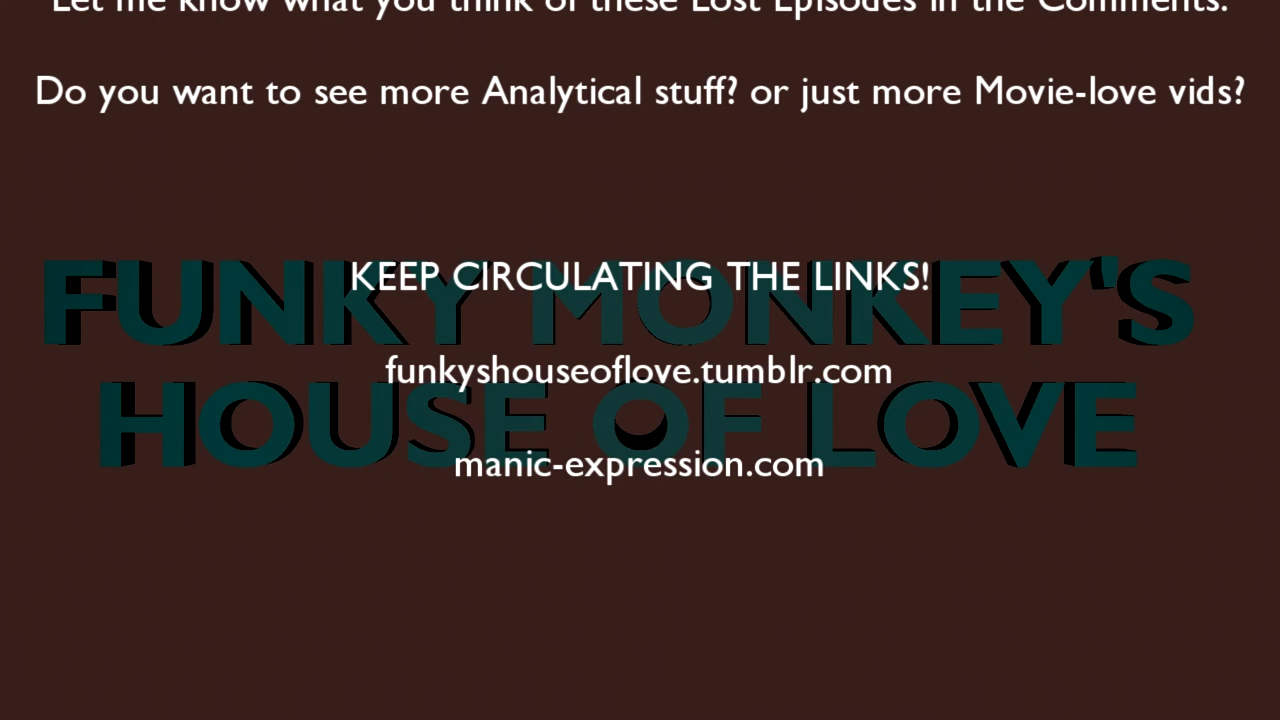 Let me know what you think of these Lost Episodes in the Comments.
Do you want to see more Analytical stuff? or just more Movie-love vids?
KEEP CIRCULATING THE LINKS!
FUNKY MONKEY'S
funkyshouseoflove.tumblr.com
HOUSE OF LOVE
manic-expression.com